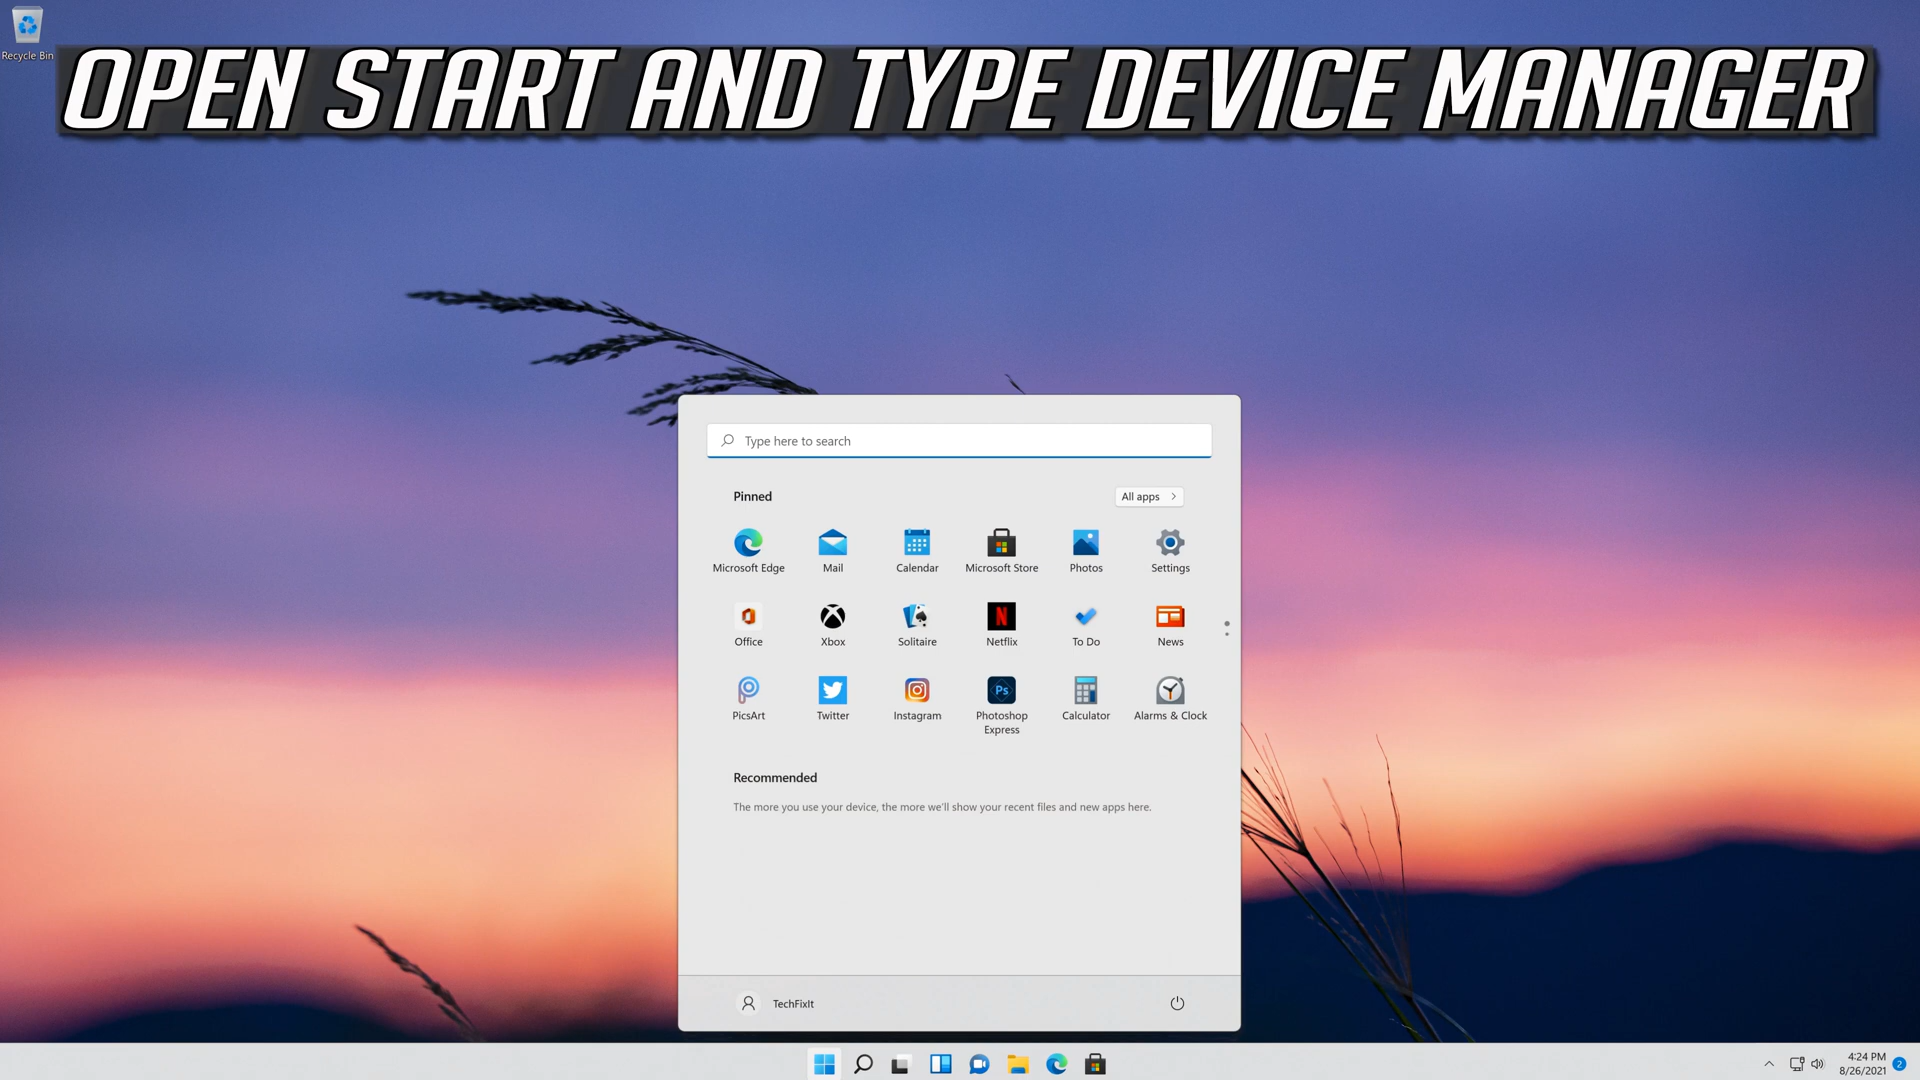 Recycle Bin
OPEN START AND TYPE DEVICE MANAGER
Type here to search
Pinned
All apps
Microsoft Edge
Mail
Calendar
Microsoft Store
Photos
Settings
Office
Xbox
Solitaire
Netflix
To Do
News
PicsArt
Twitter
Instagram
Ps
Photoshop
Express
Calculator
Alarms & Clock
Recommended
The more you use your device, the more we'll show your recent files and new apps here.
TechFixIt
4:24 PM
8/26/2021
2